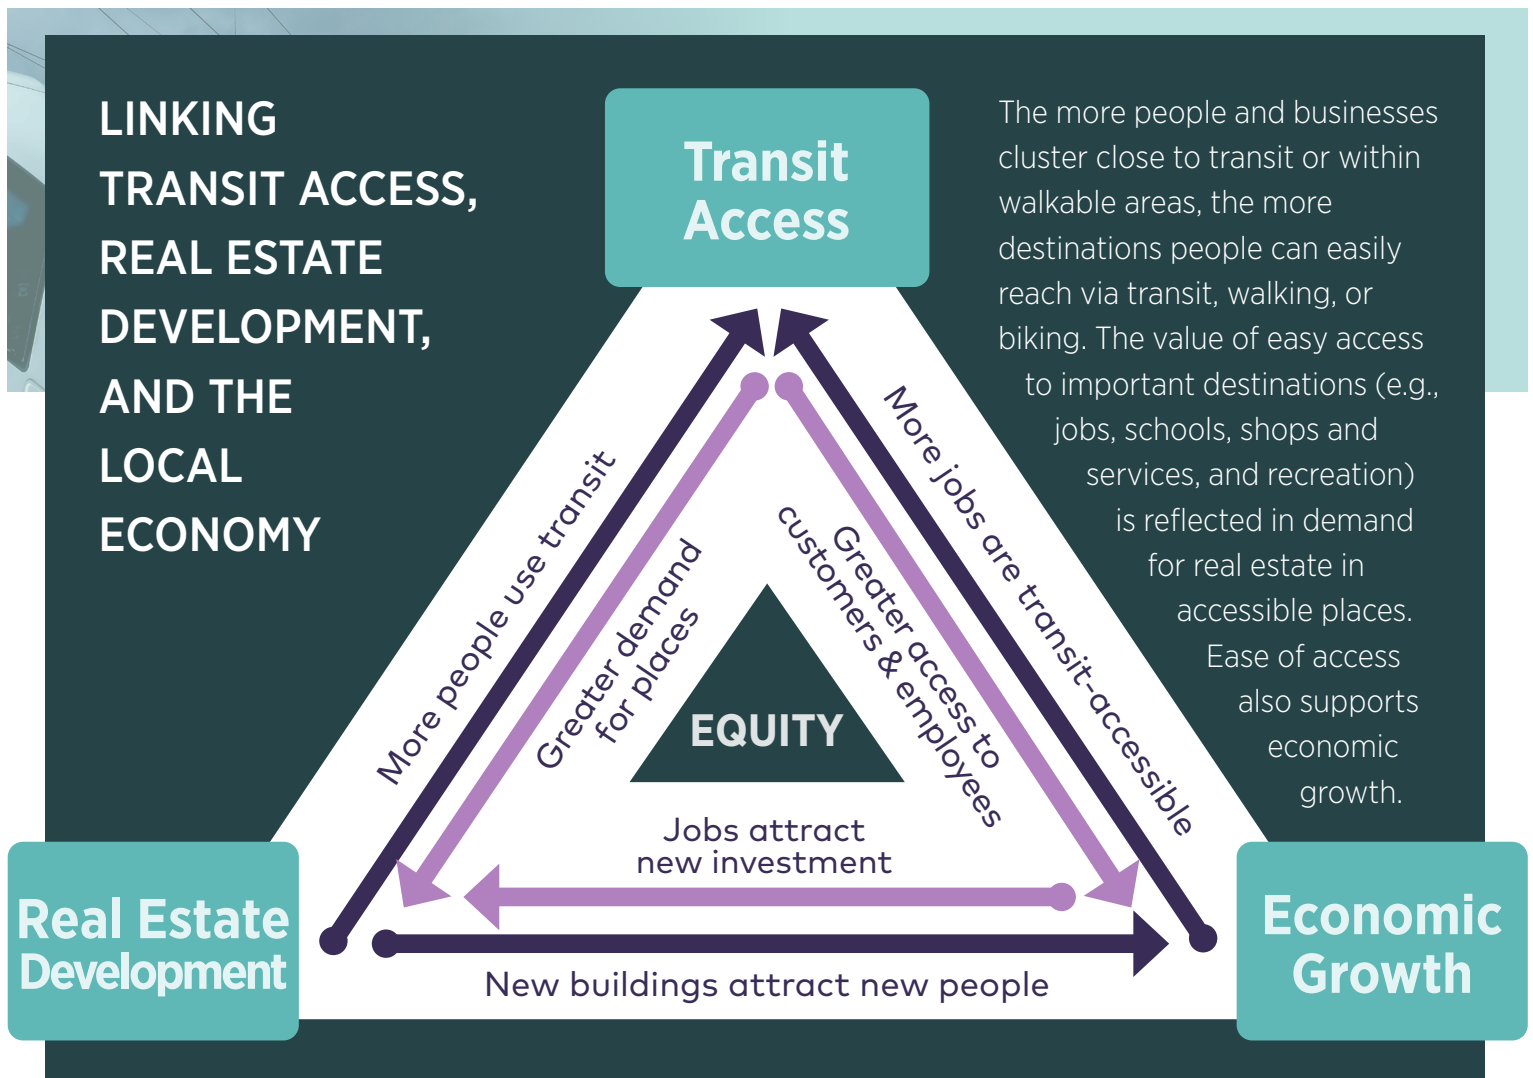 LINKING
TRANSIT ACCESS,
REAL ESTATE
DEVELOPMENT,
AND THE
LOCAL
ECONOMY
Transit
Access
The more people and businesses
cluster close to transit or within
walkable areas, the more
destinations people can easily
reach via transit, walking, or
biking. The value of easy access
to important destinations (e.g.,
jobs, schools, shops and
services, and recreation)
is reflected in demand
for real estate in
accessible places.
Ease of access
also supports
economic
growth.
More people use transit
Greater demand
for places
Greater access to
customers & employees
More jobs are transit-accessible
EQUITY
Jobs attract
new investment
New buildings attract new people
Real Estate
Development
Economic
Growth